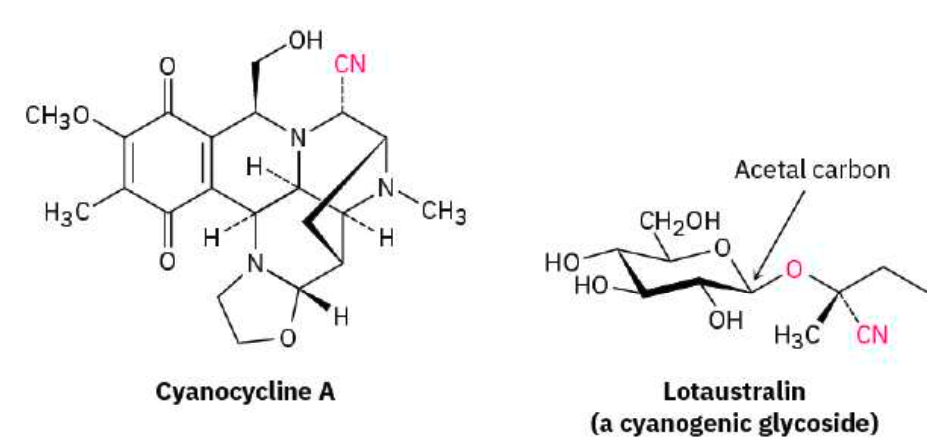 OH
O
CN
CH3O
N
H
Acetal carbon
H3C
N
CH3
H
H
CH2OH
O
HO
O
O
N
HO
H
OH
H3C
CN
O
Cyanocycline A
Lotaustralin
(a cyanogenic glycoside)